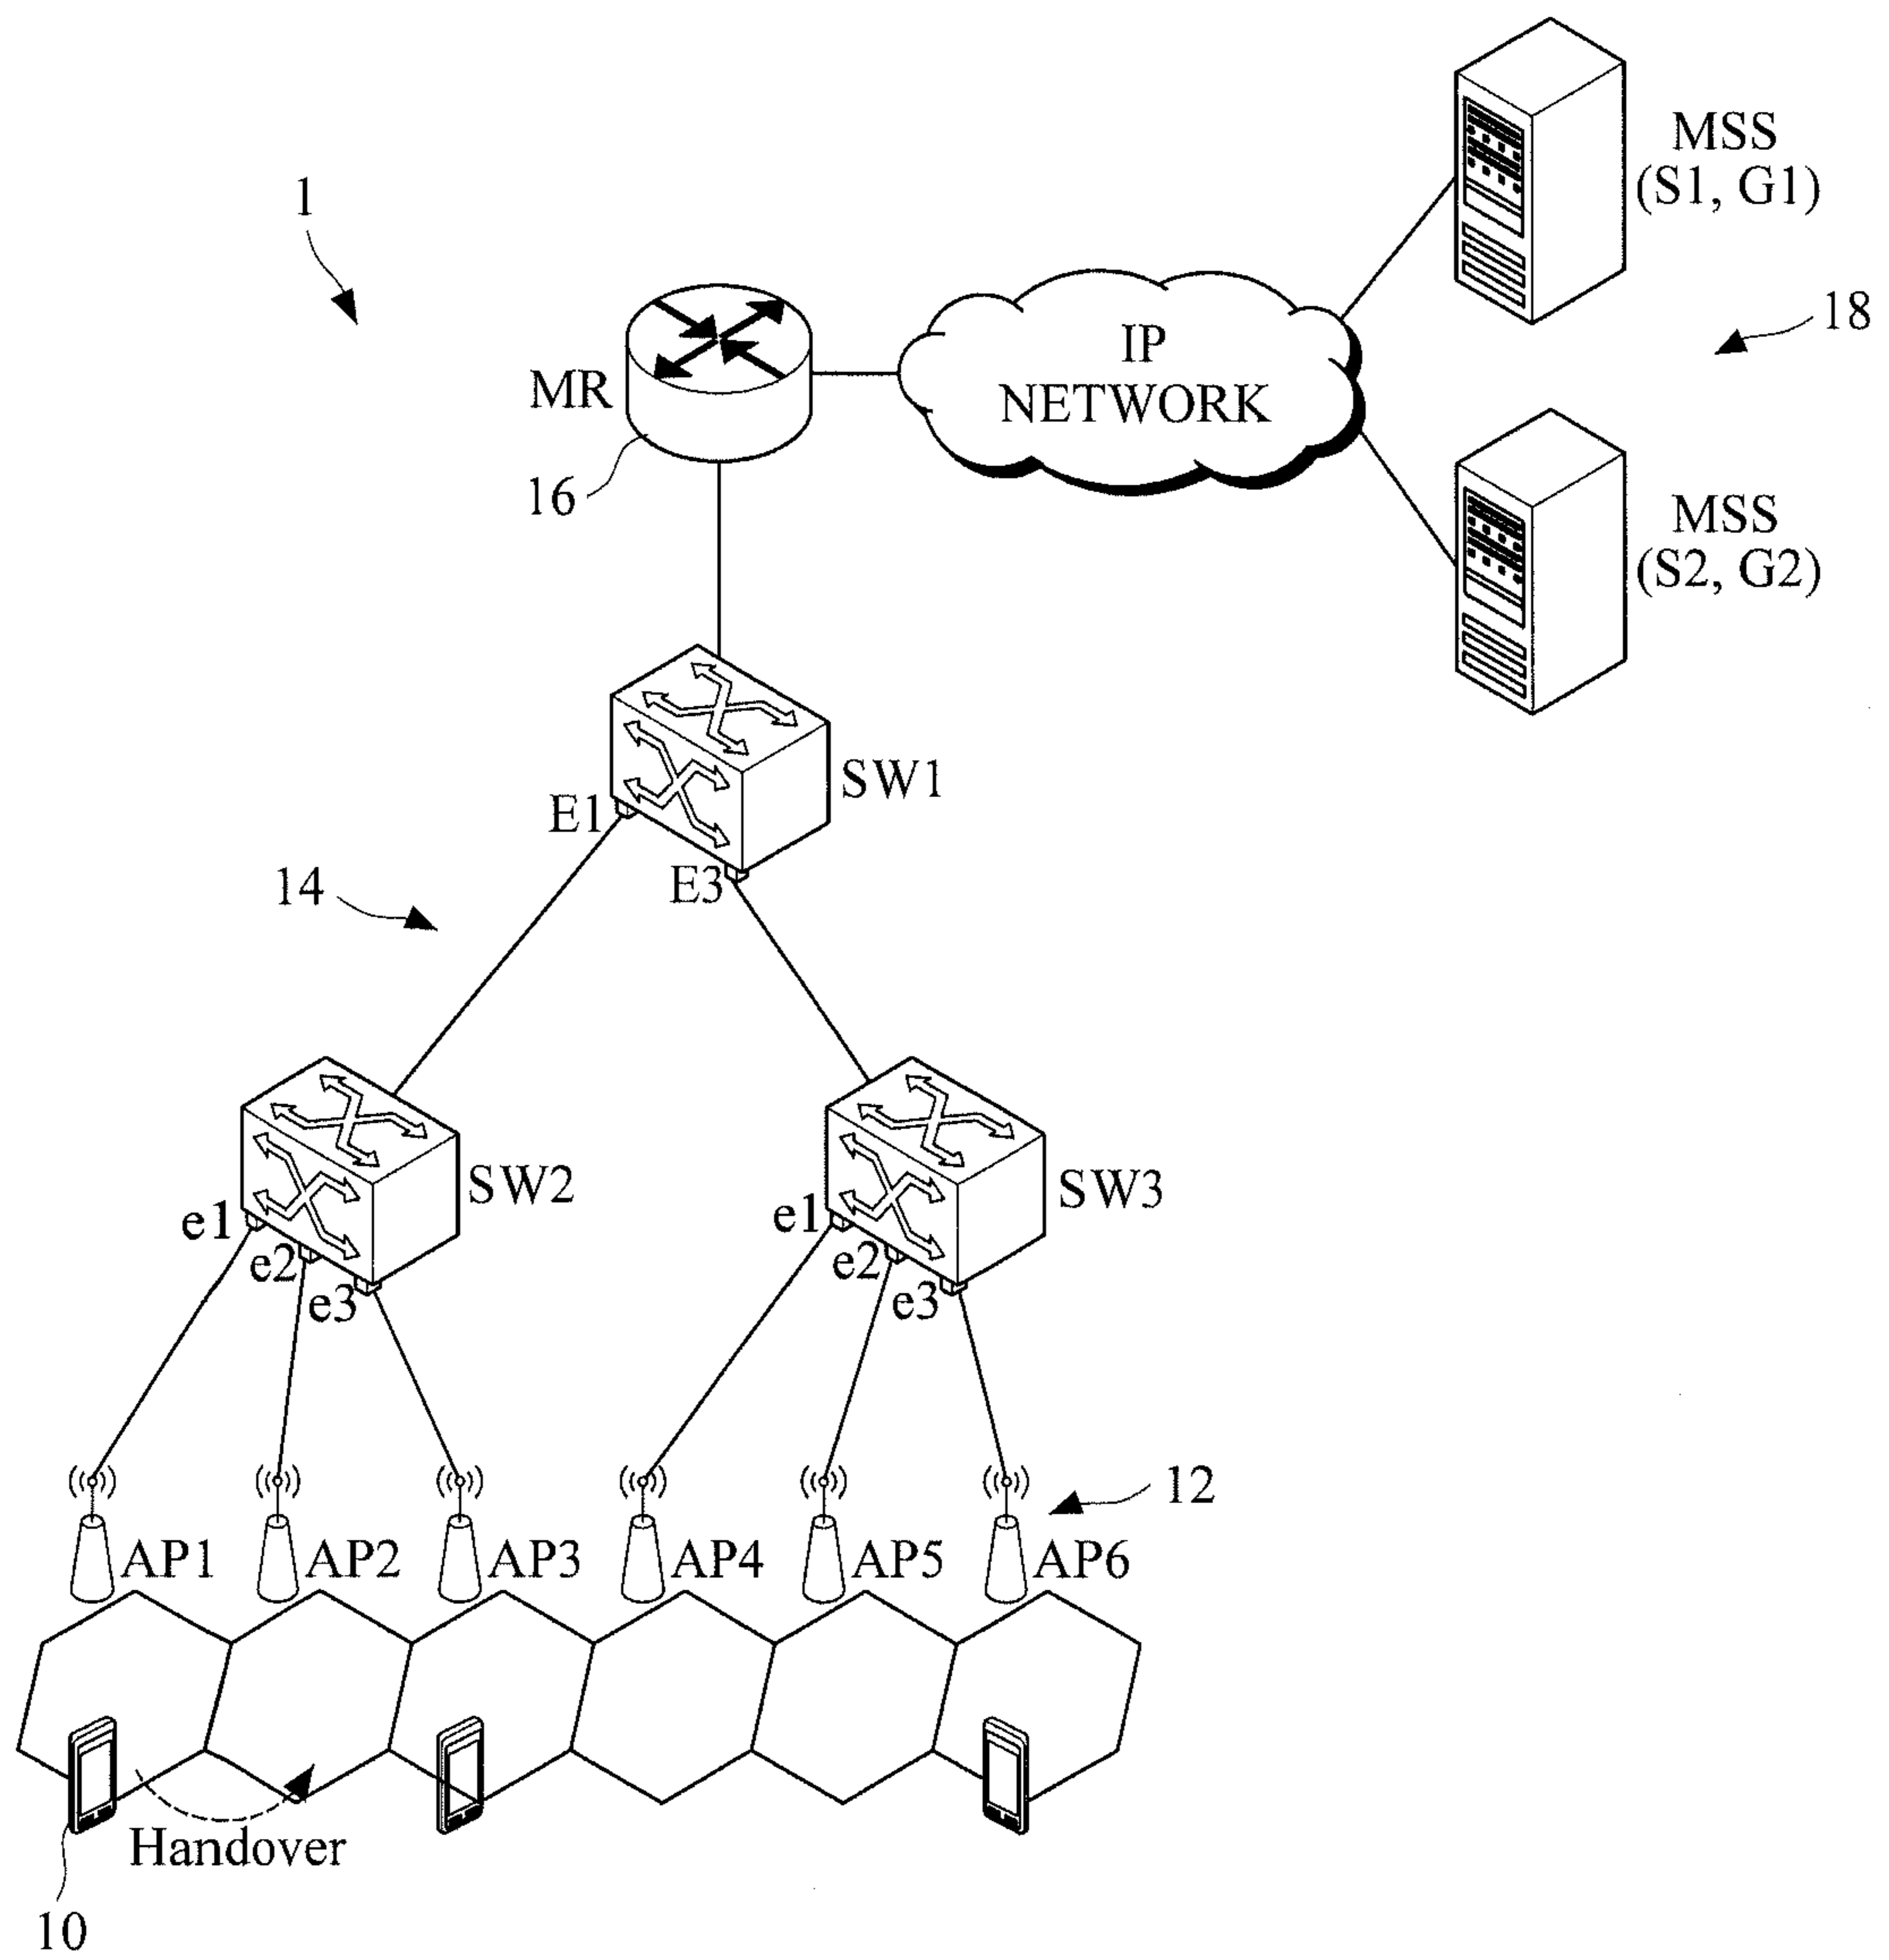 MSS
(S1, G1)
1
18
IP
NETWORK
MR
16
MSS
(S2, G2)
SW1
E1
E3
14
SW2
SW3
e1
e2
e3
e1
e2
e3
12
AP1
AP2
AP3
AP4
AP5
AP6
Handover
10